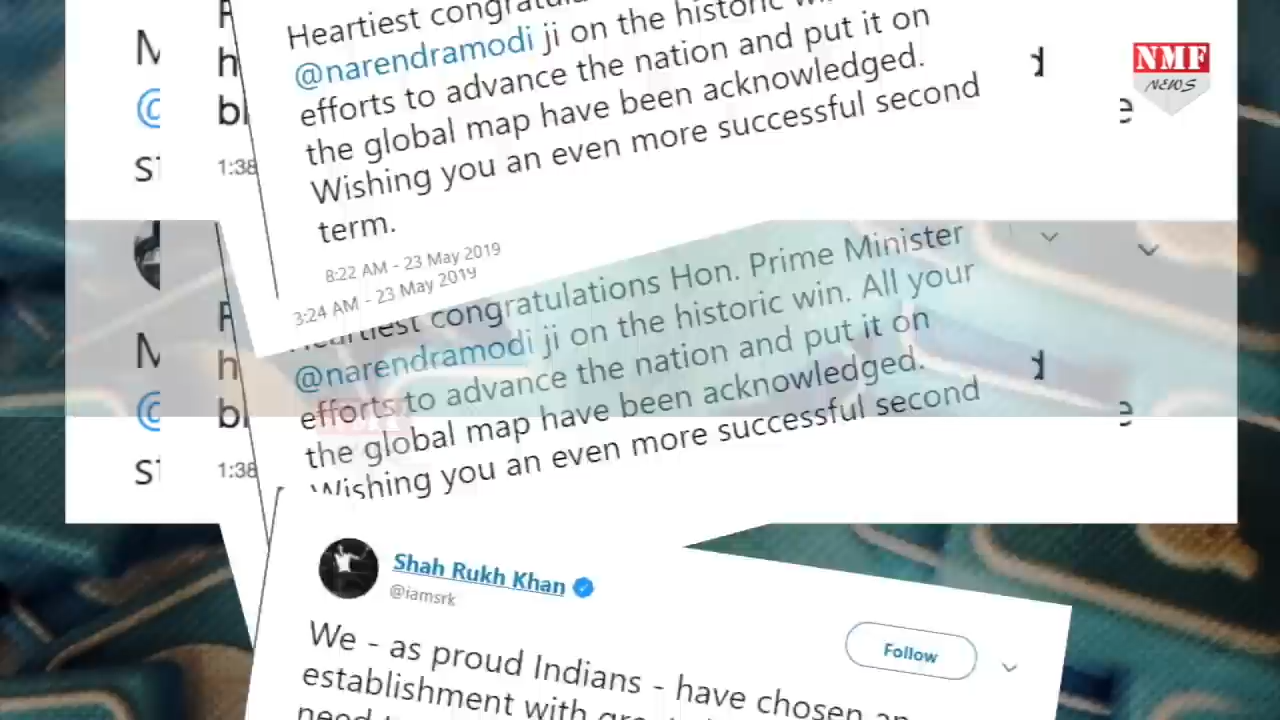 Heartiest
@narendramodi ji on the historic
efforts to advance the nation and put it on
the global map have been acknowledged.
Wishing you an even more successful second
term.
8:22 AM - 23 May 2019
3:24 AM - 23 May 2019
1:38
NMF
NEWS
Heartiest congratulations Hon. Prime Minister
@narendramodi ji on the historic win. All your
efforts to advance the nation and put it on
the global map have been acknowledged.
Wishing you an even more successful second
1:38
Shah Rukh Khan
@iamsrk
Follow
We - as proud Indians - have chosen an
establishment with